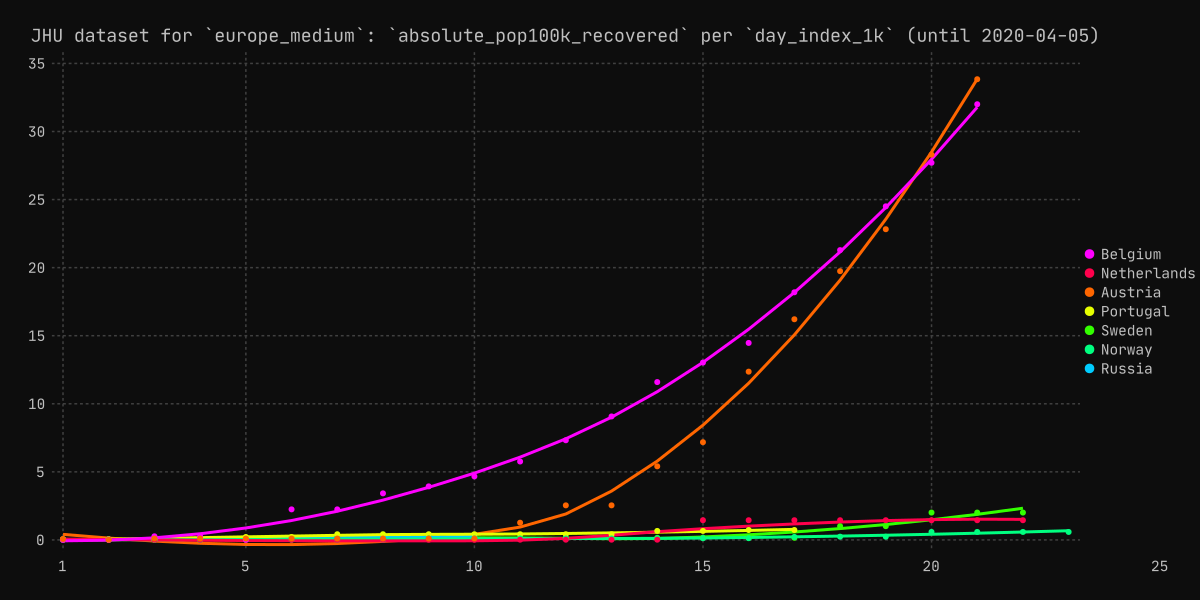 JHU dataset for `europe_medium`: `absolute_pop100k_recovered` per `day_index_1k` (until 2020-04-05)
35
30
25
20
15
10
5
0
1 5 10 15 20 25
Belgium
Netherlands
Austria
Portugal
Sweden
Norway
Russia